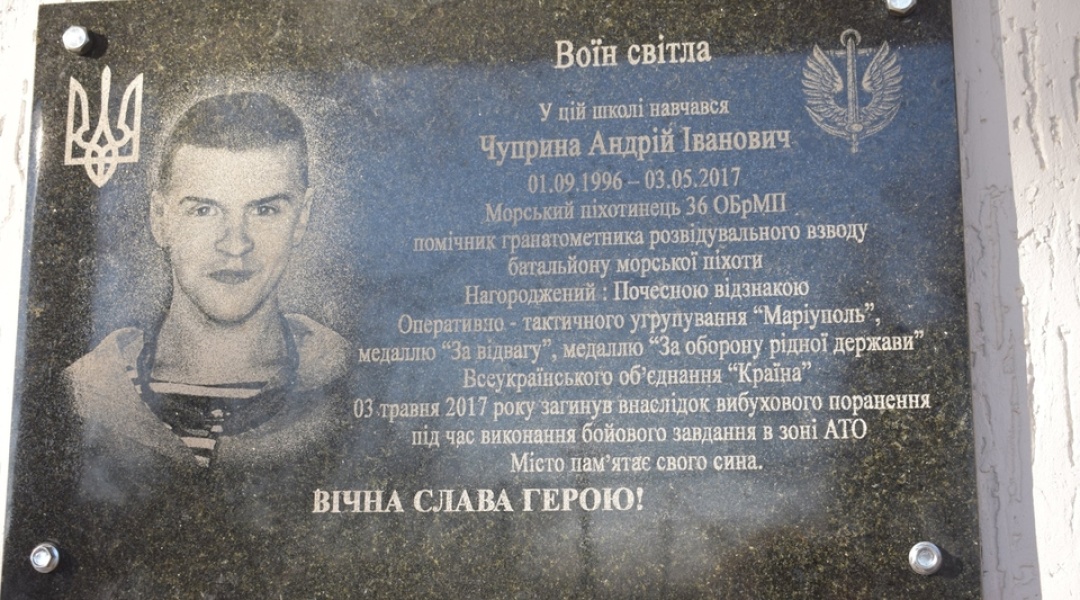 Воїн світла
У цій школі навчався
Чуприна Андрій Іванович
01.09.1996 – 03.05.2017
Морський піхотинець 36 ОБрМП
помічник гранатометника розвідувального взводу
батальйону морської піхоти
Нагороджений : Почесною відзнакою
Оперативно - тактичного угрупування “Маріуполь”,
медаллю “За відвагу”, медаллю “За оборону рідної держави”
Всеукраїнського об’єднання “Країна”
03 травня 2017 року загинув внаслідок вибухового поранення
під час виконання бойового завдання в зоні АТО
Місто пам’ятає свого сина.
ВІЧНА СЛАВА ГЕРОЮ!